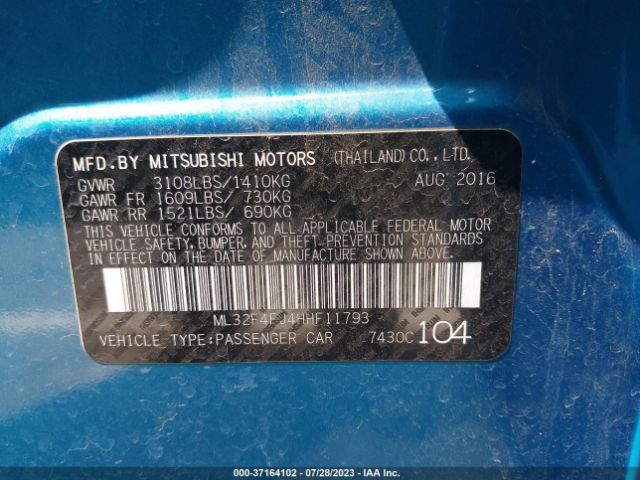 MFD.BY MITSUBISHI MOTORS (THAILAND)CO.,LTD.
GVWR 3108LBS/1410KG AUG 2016
GAWR FR 1609LBS/ 730KG
GAWR RR 1521LBS/ 690KG
THIS VEHICLE CONFORMS TO ALL APPLICABLE FEDERAL MOTOR
VEHICLE SAFETY, BUMPER, AND THEFT PREVENTION STANDARDS
IN EFFECT ON THE DATE OF MANUFACTURE SHOWN ABOVE.
ML32F4FJ4HHF11793
VEHICLE TYPE:PASSENGER CAR 7430C 104
000-37164102 / 07/28/2023 - © 2023 - IAA Inc.